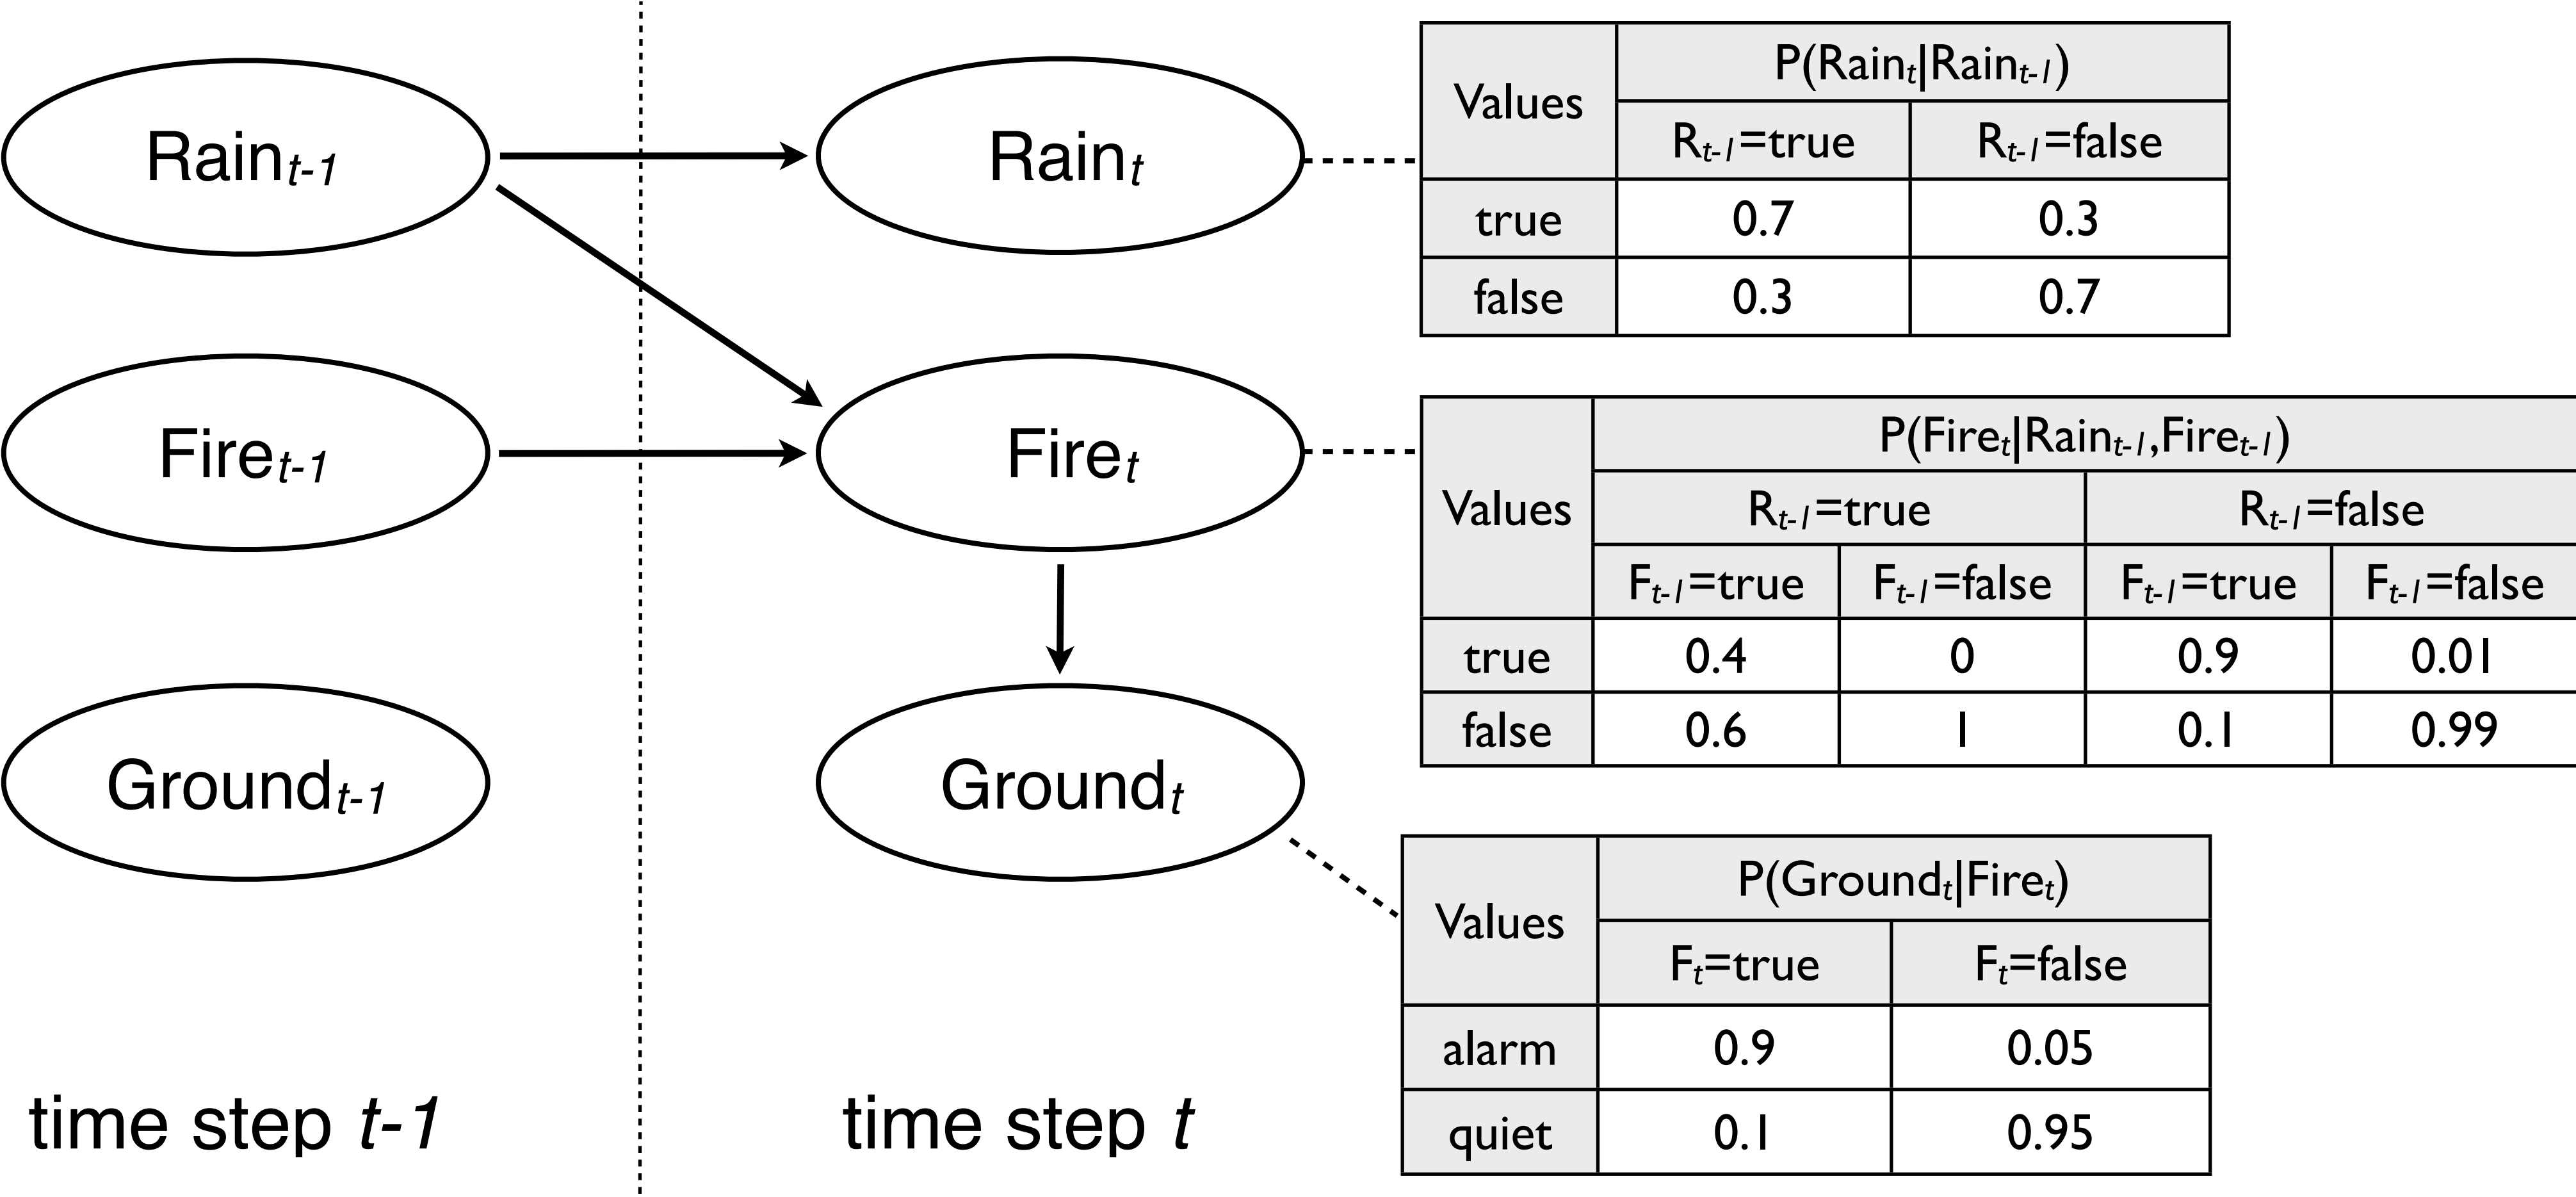 Rain t-1
Rain t
Fire t-1
Fire t
Ground t-1
Ground t
time step t-1
time step t
Values P(Rain t|Rain t-1)
R t-1=true R t-1=false
true 0.7 0.3
false 0.3 0.7
Values P(Fire t|Rain t-1,Fire t-1)
R t-1=true R t-1=false
F t-1=true F t-1=false F t-1=true F t-1=false
true 0.4 0 0.9 0.01
false 0.6 1 0.1 0.99
Values P(Ground t|Fire t)
F t=true F t=false
alarm 0.9 0.05
quiet 0.1 0.95